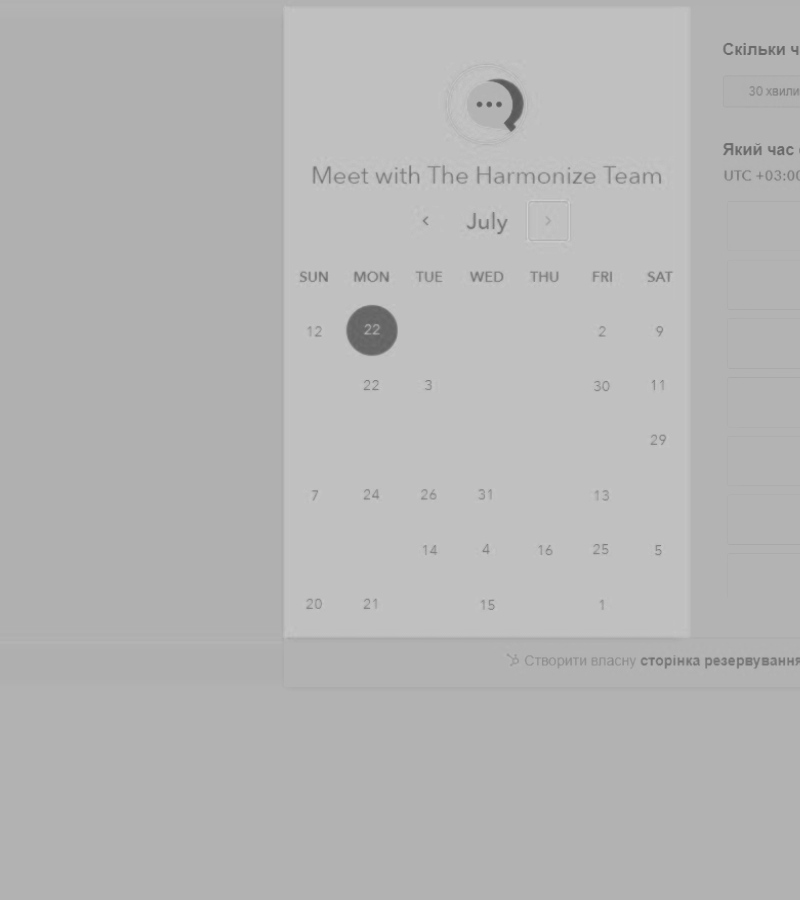 Скільки ч
30 хвили
Який час
UTC +03:00
Meet with The Harmonize Team
July
SUN MON TUE WED THU FRI SAT
12 22 2 9
22 3 30 11
29
7 24 26 31 13
14 4 16 25 5
20 21 15 1
Створити власну сторінка резервування